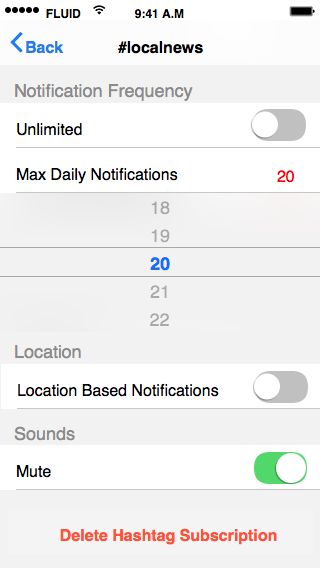 FLUID 9:41 A.M
Back #localnews
Notification Frequency
Unlimited
Max Daily Notifications 20
18
19
20
21
22
Location
Location Based Notifications
Sounds
Mute
Delete Hashtag Subscription